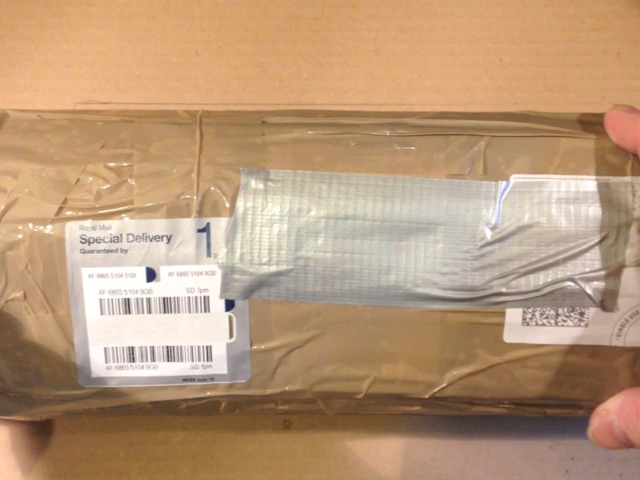 Royal Mail
Special Delivery
Guaranteed by
1
AF 6865 5104 9GB
AF 6865 5104 9GB
AF 6865 5104 9GB
SD 1pm
AF 6865 5104 9GB
SD 1pm